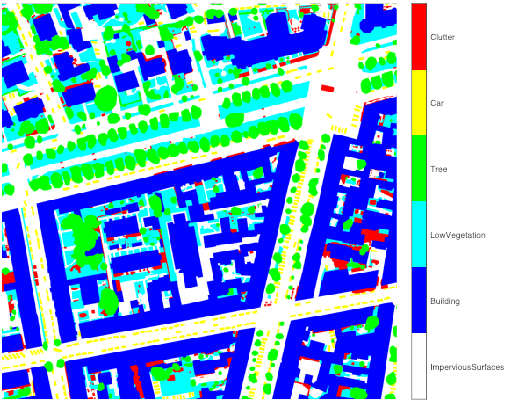 Clutter
Car
Tree
LowVegetation
Building
ImperviousSurfaces